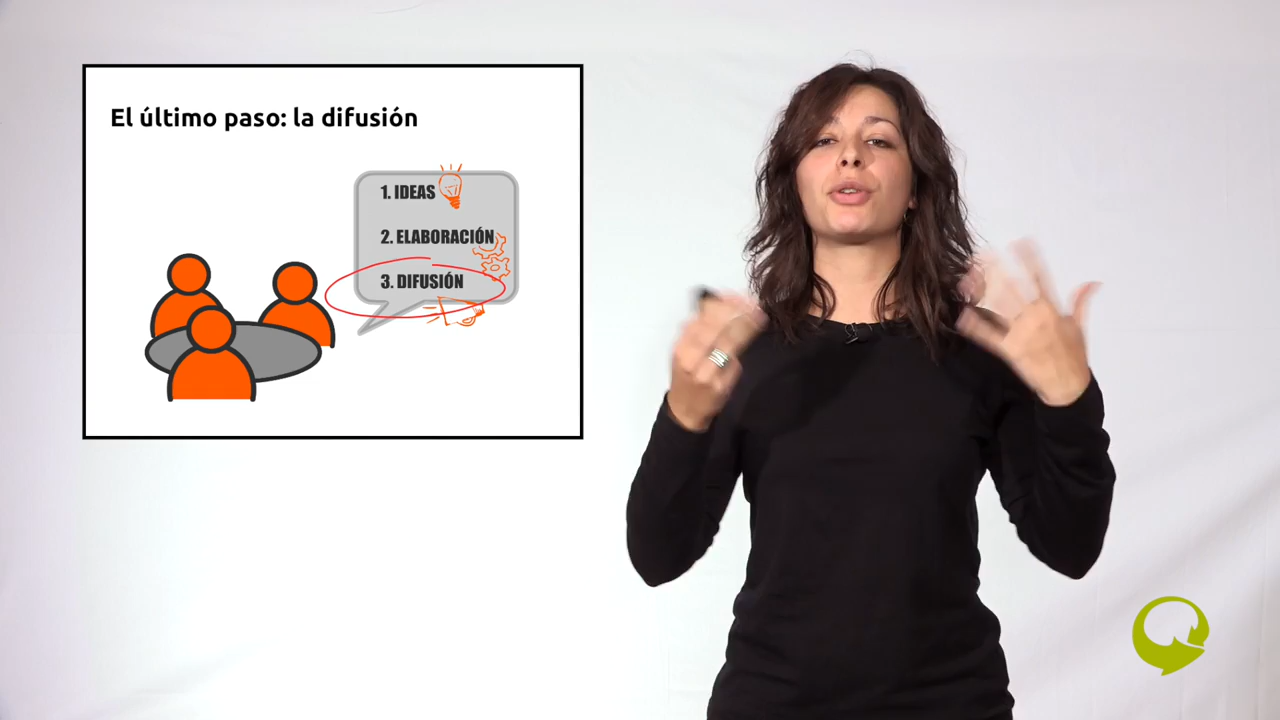 El último paso: la difusión
1. IDEAS
2. ELABORACIÓN
3. DIFUSIÓN